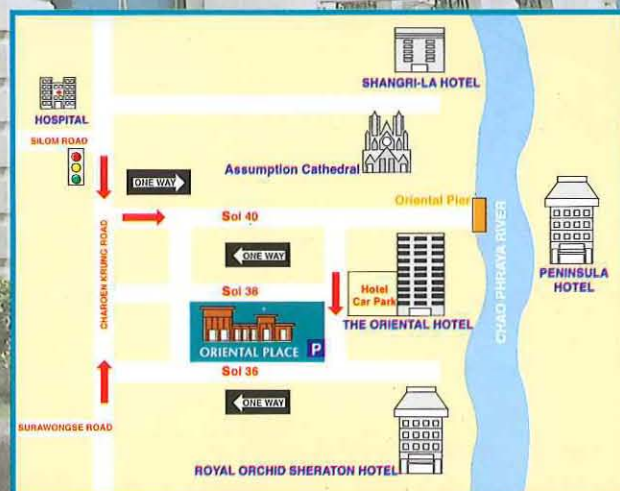 SHANGRI-LA HOTEL
HOSPITAL
SILOM ROAD
ONE WAY
Assumption Cathedral
Oriental Pier
Soi 40
CHAROEN KRUNG ROAD
ONE WAY
PENINSULA
HOTEL
Soi 38
Hotel
Car Park
THE ORIENTAL HOTEL
CHAO PHRAYA RIVER
ORIENTAL PLACE
P
Soi 36
ONE WAY
SURAWONGSE ROAD
ROYAL ORCHID SHERATON HOTEL